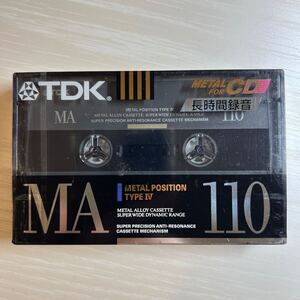 TDK
METAL
FOR CD
長時間録音
METAL POSITION TYPE IV
MA
METAL ALLOY CASSETTE, SUPER WIDE DYNAMIC RANGE
110
SUPER PRECISION ANTI-RESONANCE CASSETTE MECHANISM
MA
METAL POSITION
TYPE IV
METAL ALLOY CASSETTE
SUPER WIDE DYNAMIC RANGE
SUPER PRECISION ANTI-RESONANCE
CASSETTE MECHANISM
110